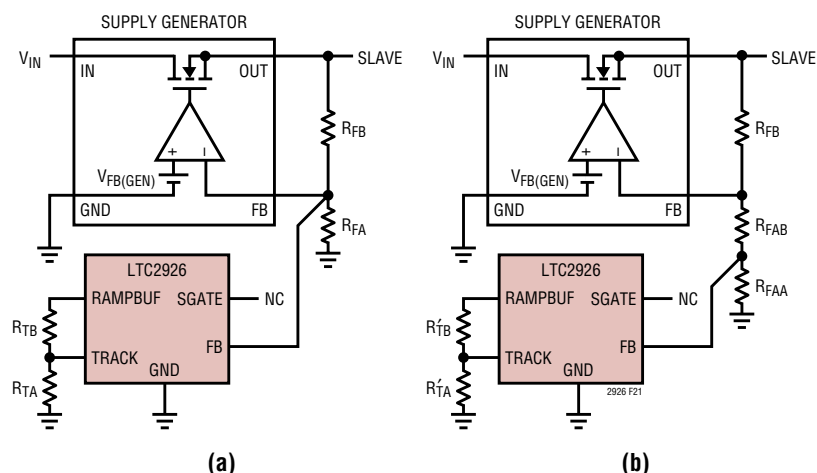 SUPPLY GENERATOR
V_IN
IN
OUT
SLAVE
R_FB
+
–
V_FB(GEN)
GND
FB
R_FA
LTC2926
RAMPBUF
SGATE
NC
R_TB
FB
TRACK
GND
R_TA
(a)
SUPPLY GENERATOR
V_IN
IN
OUT
SLAVE
R_FB
+
–
V_FB(GEN)
GND
FB
R_FAB
LTC2926
RAMPBUF
SGATE
NC
R_FAA
R′_TB
FB
TRACK
GND
R′_TA
2926 F21
(b)